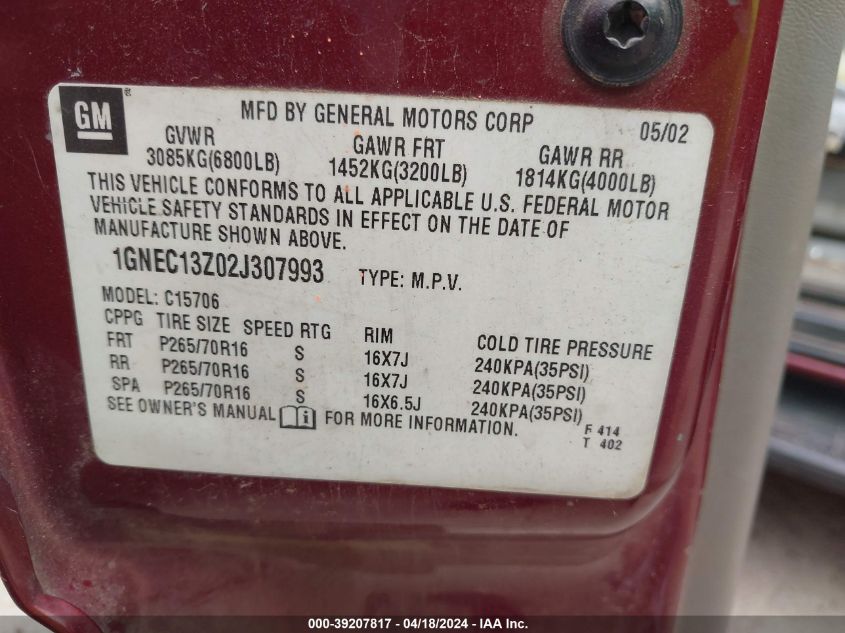 GM ® MFD BY GENERAL MOTORS CORP 05/02
GVWR GAWR FRT GAWR RR
3085KG(6800LB) 1452KG(3200LB) 1814KG(4000LB)
THIS VEHICLE CONFORMS TO ALL APPLICABLE U.S. FEDERAL MOTOR
VEHICLE SAFETY STANDARDS IN EFFECT ON THE DATE OF
MANUFACTURE SHOWN ABOVE.
1GNEC13Z02J307993 TYPE: M.P.V.
MODEL: C15706
CPPG TIRE SIZE SPEED RTG RIM COLD TIRE PRESSURE
FRT P265/70R16 S 16X7J 240KPA(35PSI)
RR P265/70R16 S 16X7J 240KPA(35PSI)
SPA P265/70R16 S 16X6.5J 240KPA(35PSI)
SEE OWNER'S MANUAL FOR MORE INFORMATION.
F 414
T 402
000-39207817 - 04/18/2024 - IAA Inc.